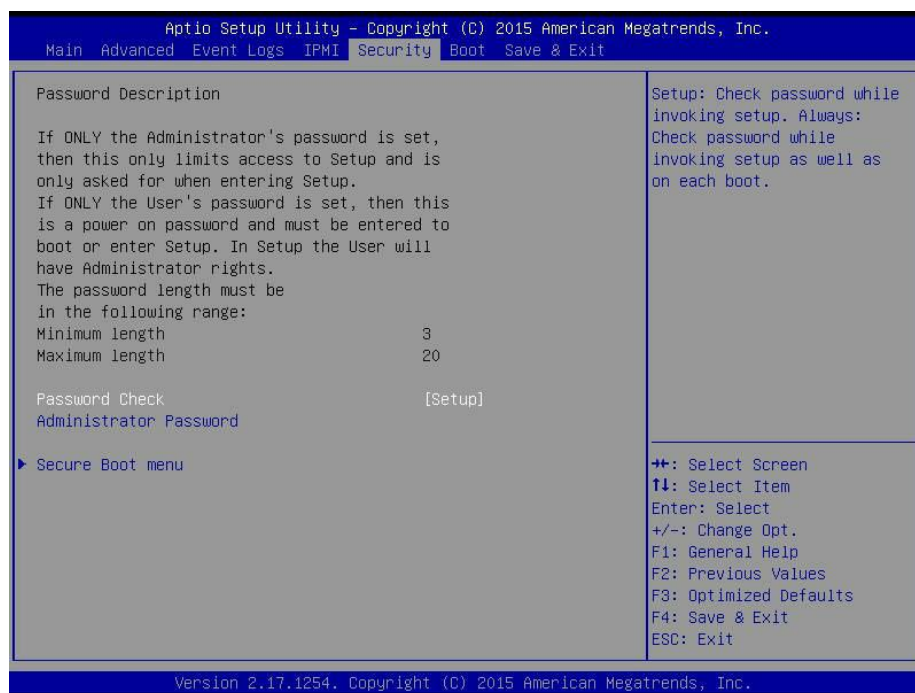 Aptio Setup Utility – Copyright (C) 2015 American Megatrends, Inc.
Main Advanced Event Logs IPMI Security Boot Save & Exit
Password Description
If ONLY the Administrator's password is set,
then this only limits access to Setup and is
only asked for when entering Setup.
If ONLY the User's password is set, then this
is a power on password and must be entered to
boot or enter Setup. In Setup the User will
have Administrator rights.
The password length must be
in the following range:
Minimum length 3
Maximum length 20
Password Check [Setup]
Administrator Password
▶ Secure Boot menu
Setup: Check password while
invoking setup. Always:
Check password while
invoking setup as well as
on each boot.
→←: Select Screen
↑↓: Select Item
Enter: Select
+/-: Change Opt.
F1: General Help
F2: Previous Values
F3: Optimized Defaults
F4: Save & Exit
ESC: Exit
Version 2.17.1254. Copyright (C) 2015 American Megatrends, Inc.